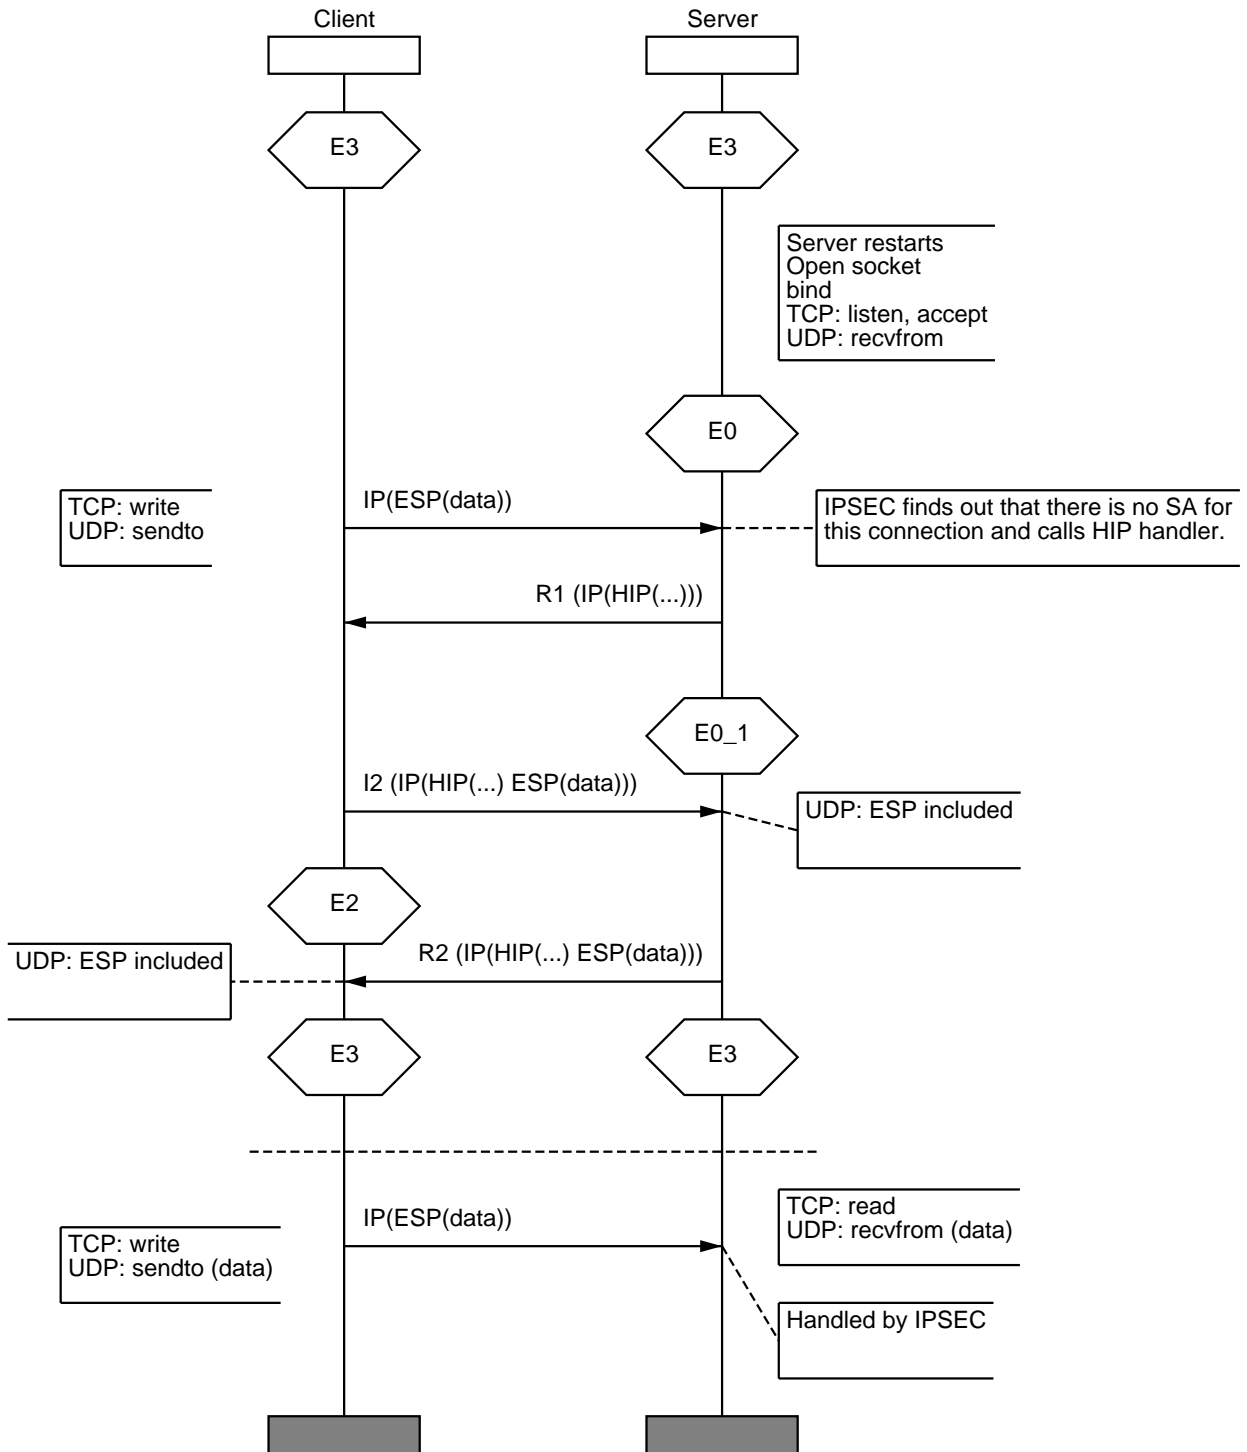 Client
Server
E3
E3
Server restarts
Open socket
bind
TCP: listen, accept
UDP: recvfrom
E0
TCP: write
UDP: sendto
IP(ESP(data))
IPSEC finds out that there is no SA for
this connection and calls HIP handler.
R1 (IP(HIP(...)))
E0_1
I2 (IP(HIP(...) ESP(data)))
UDP: ESP included
E2
UDP: ESP included
R2 (IP(HIP(...) ESP(data)))
E3
E3
TCP: write
UDP: sendto (data)
IP(ESP(data))
TCP: read
UDP: recvfrom (data)
Handled by IPSEC